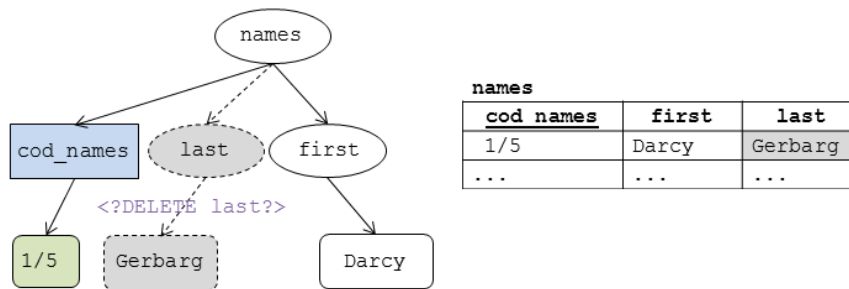 names
cod_names
last
first
<?DELETE last?>
1/5
Gerbarg
Darcy
names
cod names first last
1/5 Darcy Gerbarg
... ... ...